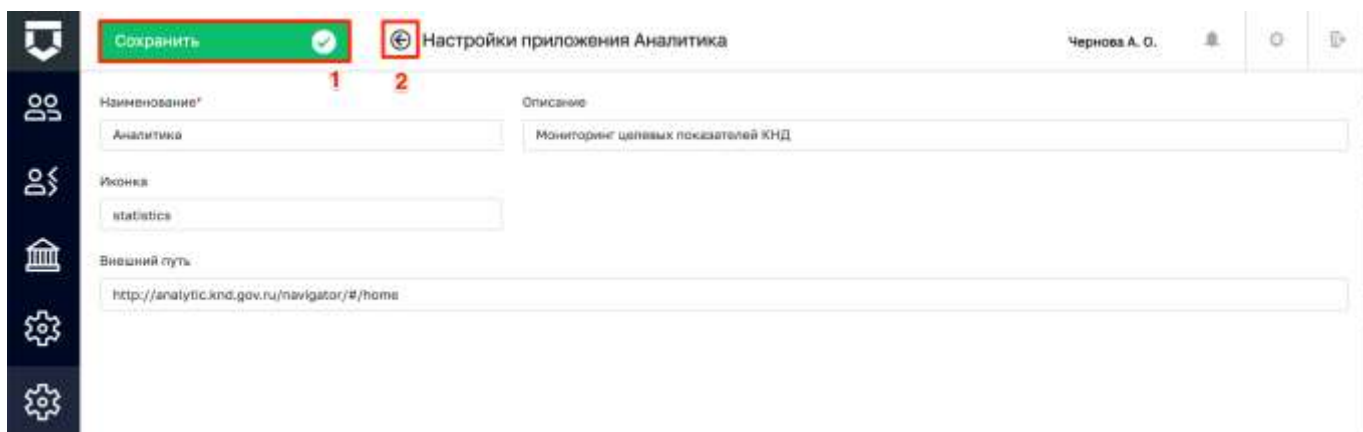 Сохранить
Настройки приложения Аналитика
Чернова А. О.
1
2
Наименование*
Описание
Аналитика
Мониторинг целевых показателей КНД
Иконка
statistics
Внешний путь
http://analytic.knd.gov.ru/navigator/#/home